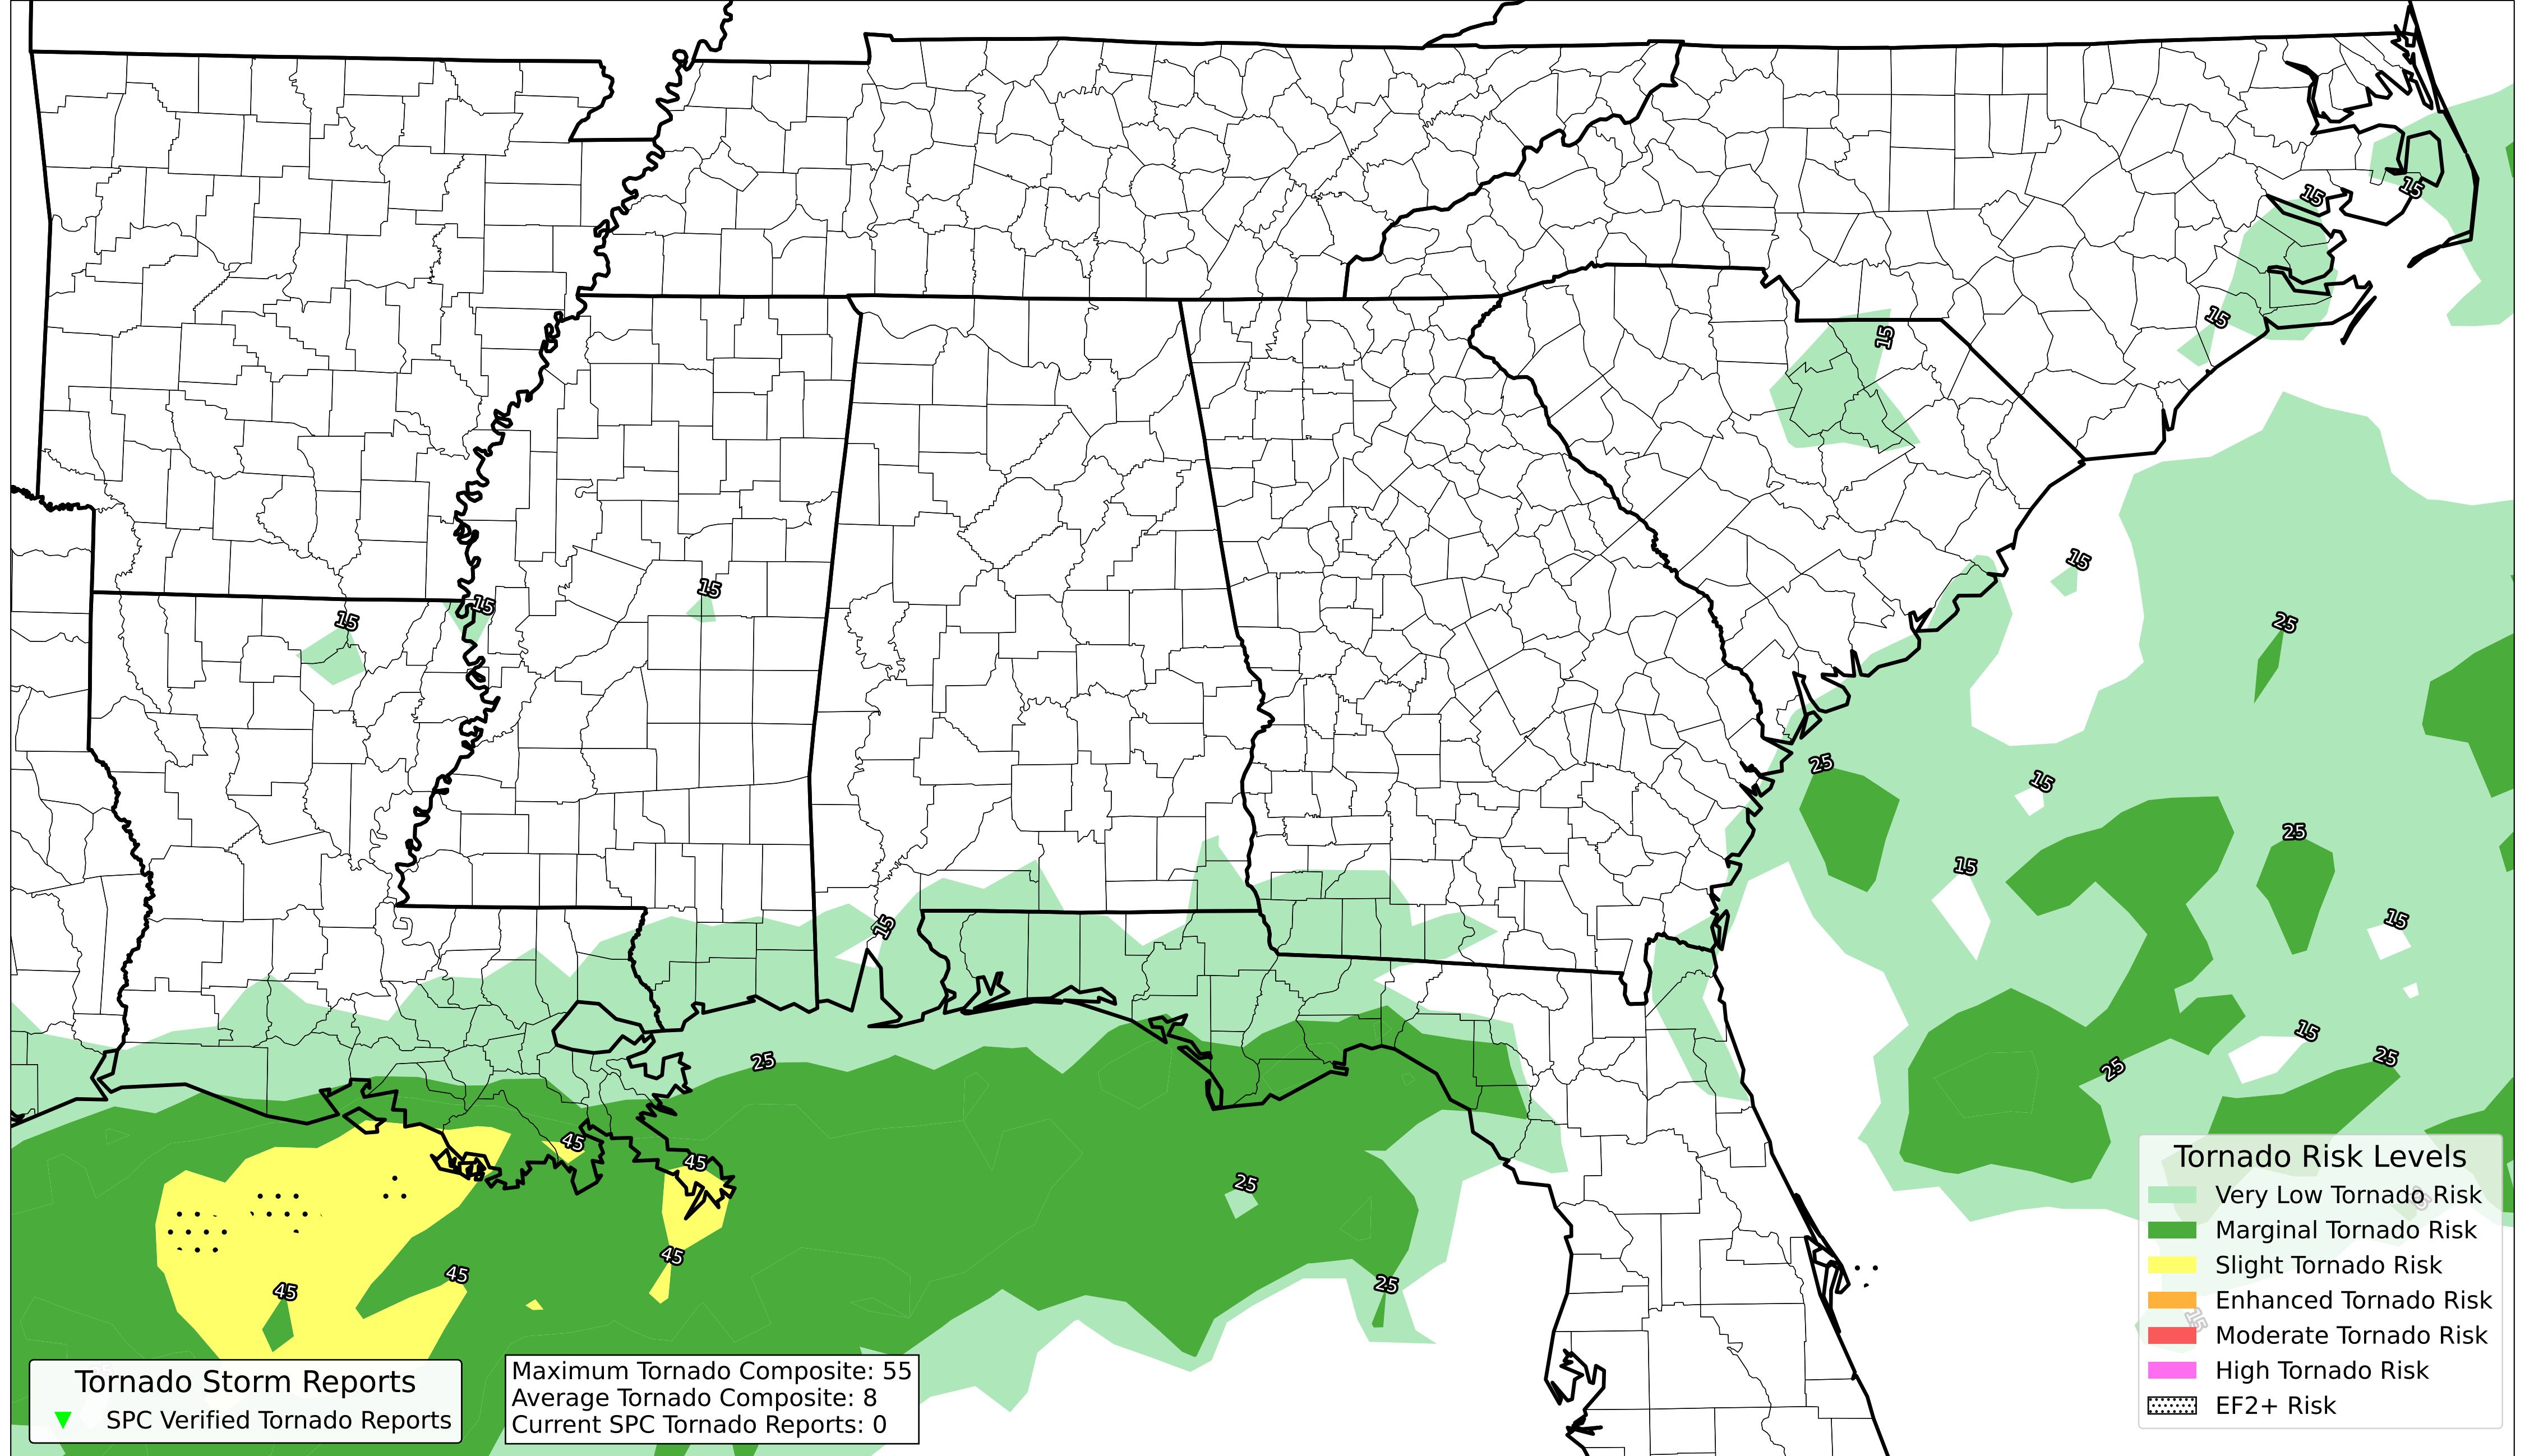 15
15
15
15
15
15
15
15
15
25
25
15
25
15
15
15
15
25
25
25
45
45
25
45
45
45
25
15
Tornado Risk Levels
Very Low Tornado Risk
Marginal Tornado Risk
Slight Tornado Risk
Enhanced Tornado Risk
Moderate Tornado Risk
High Tornado Risk
EF2+ Risk
Tornado Storm Reports
SPC Verified Tornado Reports
Maximum Tornado Composite: 55
Average Tornado Composite: 8
Current SPC Tornado Reports: 0